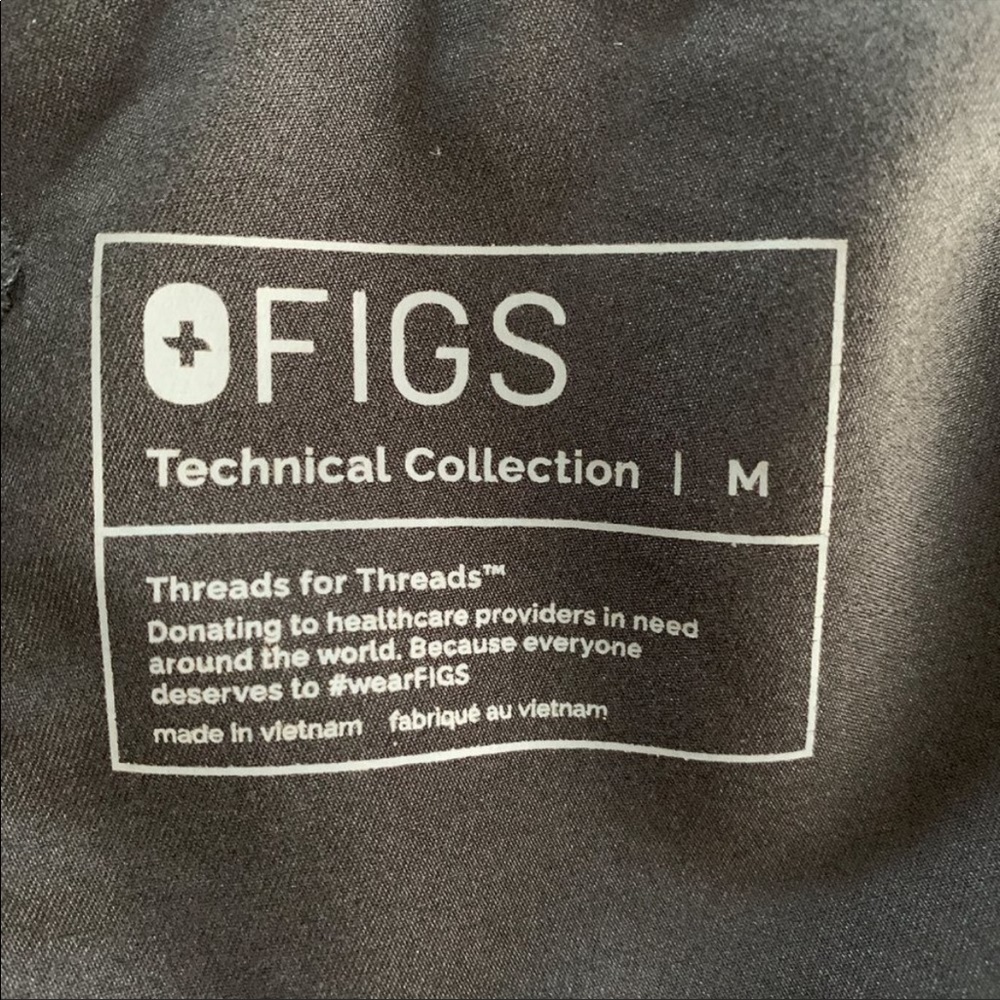 FIGS
Technical Collection | M
Threads for Threads™
Donating to healthcare providers in need
around the world. Because everyone
deserves to #wearFIGS
made in vietnam fabriqué au vietnam